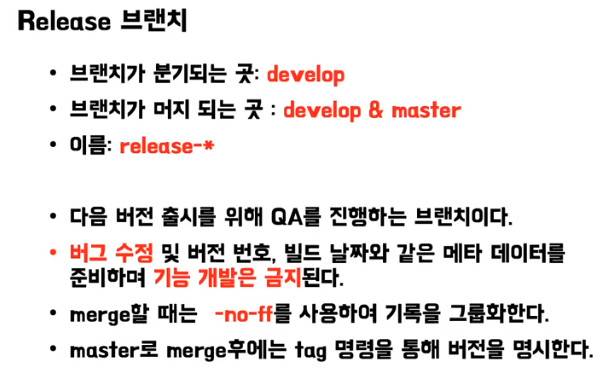 Release 브랜치
• 브랜치가 분기되는 곳: develop
• 브랜치가 머지 되는 곳 : develop & master
• 이름: release-*
• 다음 버전 출시를 위해 QA를 진행하는 브랜치이다.
• 버그 수정 및 버전 번호, 빌드 날짜와 같은 메타 데이터를
준비하며 기능 개발은 금지된다.
• merge할 때는 -no-ff를 사용하여 기록을 그룹화한다.
• master로 merge후에는 tag 명령을 통해 버전을 명시한다.